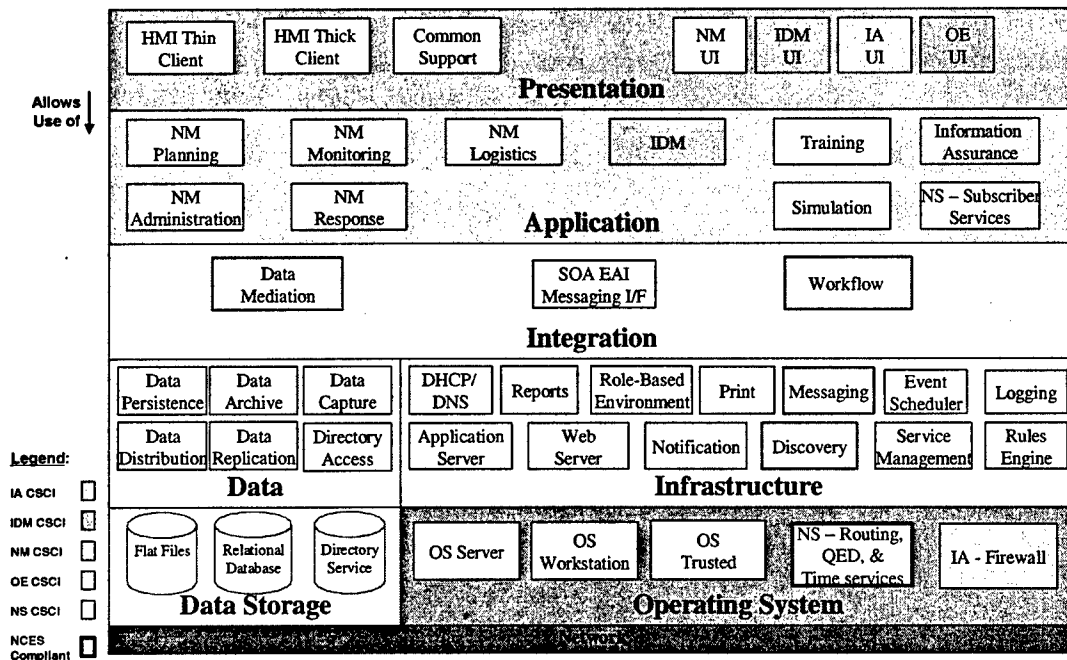 HMI Thin
Client
HMI Thick
Client
Common
Support
NM
UI
IDM
UI
IA
UI
OE
UI
Presentation
Allows
Use of
NM
Planning
NM
Monitoring
NM
Logistics
IDM
Training
Information
Assurance
NM
Administration
NM
Response
Simulation
NS – Subscriber
Services
Application
Data
Mediation
SOA EAI
Messaging I/F
Workflow
Integration
Data
Persistence
Data
Archive
Data
Capture
DHCP/
DNS
Reports
Role-Based
Environment
Print
Messaging
Event
Scheduler
Logging
Data
Distribution
Data
Replication
Directory
Access
Application
Server
Web
Server
Notification
Discovery
Service
Management
Rules
Engine
Data
Infrastructure
Flat Files
Relational
Database
Directory
Service
OS Server
OS
Workstation
OS
Trusted
NS – Routing,
QED, &
Time services
IA - Firewall
Data Storage
Operating System
Network
Legend:
IA CSCI
IDM CSCI
NM CSCI
OE CSCI
NS CSCI
NCES
Compliant